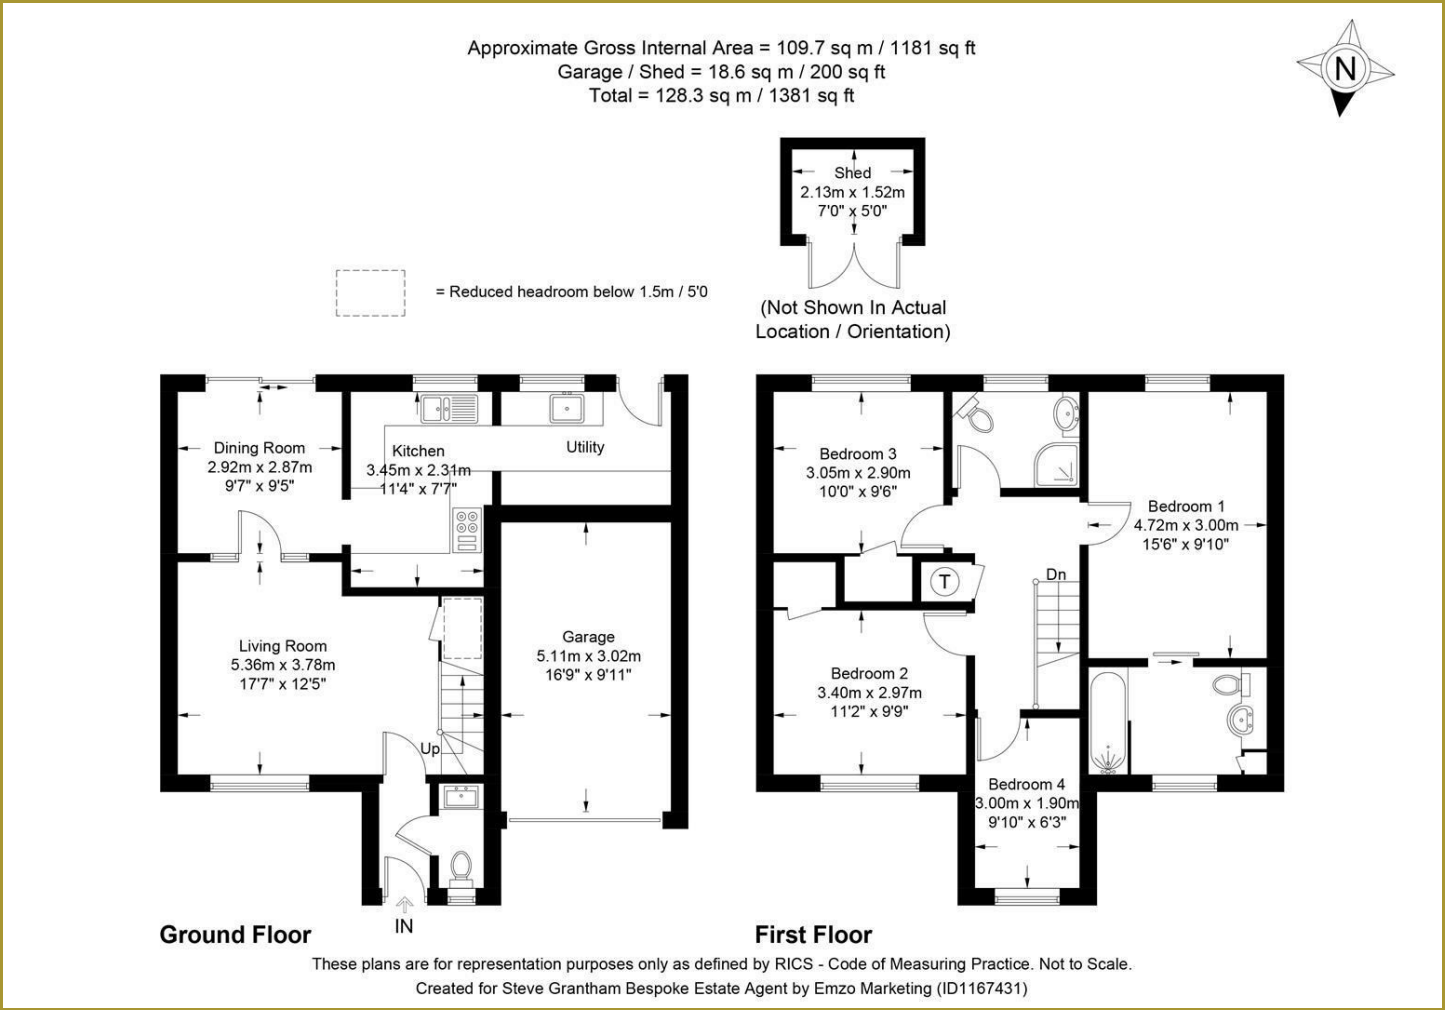 Approximate Gross Internal Area = 109.7 sq m / 1181 sq ft
Garage / Shed = 18.6 sq m / 200 sq ft
Total = 128.3 sq m / 1381 sq ft
N
Shed
2.13m x 1.52m
7'0" x 5'0"
(Not Shown In Actual
Location / Orientation)
= Reduced headroom below 1.5m / 5'0
Dining Room
2.92m x 2.87m
9'7" x 9'5"
Kitchen
3.45m x 2.31m
11'4" x 7'7"
Utility
Living Room
5.36m x 3.78m
17'7" x 12'5"
Garage
5.11m x 3.02m
16'9" x 9'11"
Up
IN
Ground Floor
Bedroom 3
3.05m x 2.90m
10'0" x 9'6"
Bedroom 1
4.72m x 3.00m
15'6" x 9'10"
T
Dn
Bedroom 2
3.40m x 2.97m
11'2" x 9'9"
Bedroom 4
3.00m x 1.90m
9'10" x 6'3"
First Floor
These plans are for representation purposes only as defined by RICS - Code of Measuring Practice. Not to Scale.
Created for Steve Grantham Bespoke Estate Agent by Emzo Marketing (ID1167431)